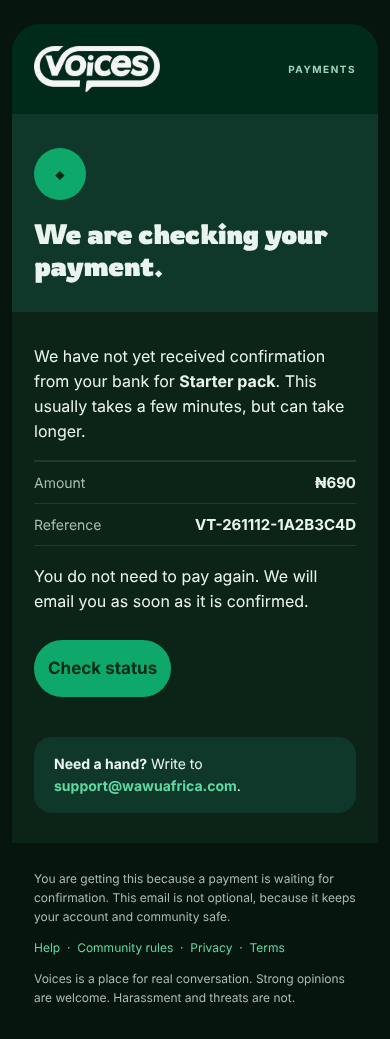 Voices
PAYMENTS
We are checking your
payment.
We have not yet received confirmation
from your bank for Starter pack. This
usually takes a few minutes, but can take
longer.
Amount ₦690
Reference VT-261112-1A2B3C4D
You do not need to pay again. We will
email you as soon as it is confirmed.
Check status
Need a hand? Write to
support@wawuafrica.com.
You are getting this because a payment is waiting for
confirmation. This email is not optional, because it keeps
your account and community safe.
Help · Community rules · Privacy · Terms
Voices is a place for real conversation. Strong opinions
are welcome. Harassment and threats are not.